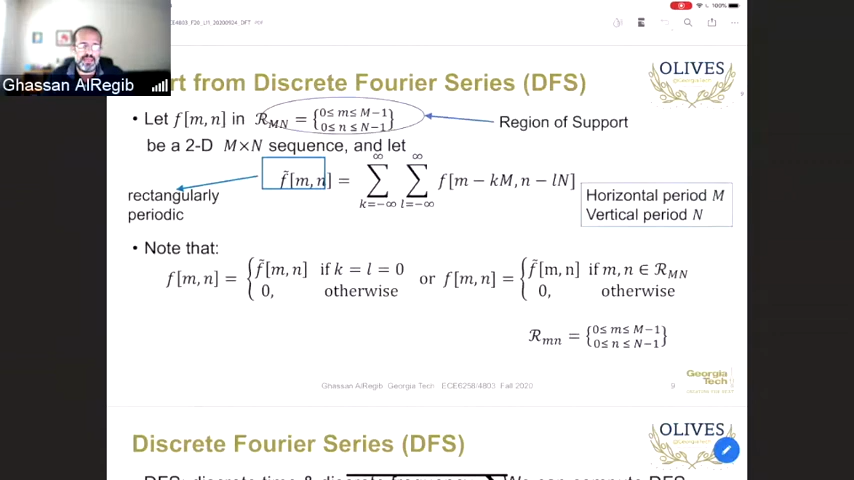 100%
ECE4803_F20_L15_20200924_DFT PDF
Ghassan AlRegib
rt from Discrete Fourier Series (DFS)
OLIVES
• Let f[m, n] in ℛ_MN = {0≤ m≤ M−1
0≤ n ≤ N−1}
Region of Support
be a 2-D M×N sequence, and let
f̃[m, n] = ∑_{k=−∞}^{∞} ∑_{l=−∞}^{∞} f[m − kM, n − lN]
rectangularly
periodic
Horizontal period M
Vertical period N
• Note that:
f[m, n] = {f̃[m, n] if k = l = 0 or f[m, n] = {f̃[m, n] if m, n ∈ ℛ_MN
0, otherwise 0, otherwise
ℛ_mn = {0≤ m≤ M−1
0≤ n ≤ N−1}
Ghassan AlRegib Georgia Tech ECE6258/4803 Fall 2020
9
Georgia
Tech
Discrete Fourier Series (DFS)
OLIVES